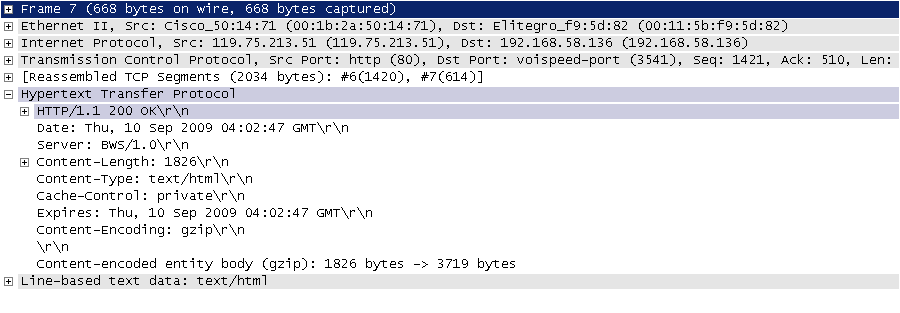 Frame 7 (668 bytes on wire, 668 bytes captured)
Ethernet II, Src: Cisco_50:14:71 (00:1b:2a:50:14:71), Dst: Elitegro_f9:5d:82 (00:11:5b:f9:5d:82)
Internet Protocol, Src: 119.75.213.51 (119.75.213.51), Dst: 192.168.58.136 (192.168.58.136)
Transmission Control Protocol, Src Port: http (80), Dst Port: voispeed-port (3541), Seq: 1421, Ack: 510, Len:
[Reassembled TCP Segments (2034 bytes): #6(1420), #7(614)]
Hypertext Transfer Protocol
HTTP/1.1 200 OK\r\n
Date: Thu, 10 Sep 2009 04:02:47 GMT\r\n
Server: BWS/1.0\r\n
Content-Length: 1826\r\n
Content-Type: text/html\r\n
Cache-Control: private\r\n
Expires: Thu, 10 Sep 2009 04:02:47 GMT\r\n
Content-Encoding: gzip\r\n
\r\n
Content-encoded entity body (gzip): 1826 bytes -> 3719 bytes
Line-based text data: text/html